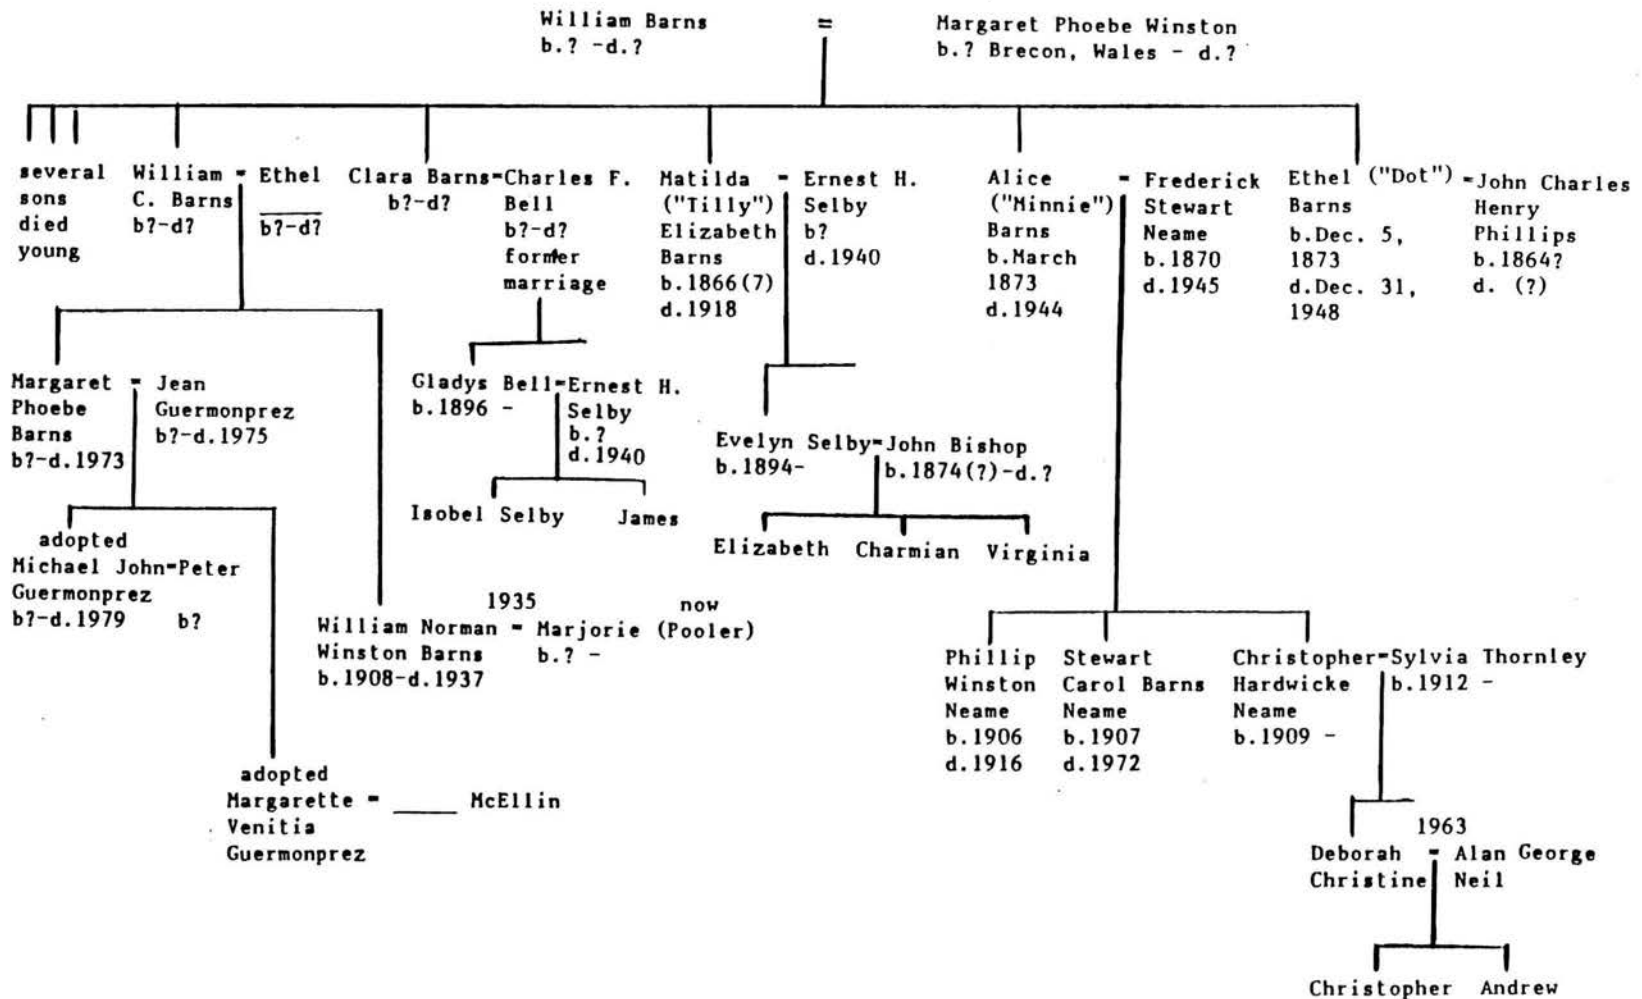 William Barns = Margaret Phoebe Winston
b.? -d.? b.? Brecon, Wales - d.?
several
sons
died
young
William = Ethel
C. Barns
b?-d? b?-d?
Clara Barns=Charles F.
b?-d? Bell
b?-d?
former
marriage
Matilda = Ernest H.
("Tilly") Selby
Elizabeth b?
Barns d.1940
b.1866(7)
d.1918
Alice = Frederick
("Minnie") Stewart
Barns Neame
b.March b.1870
1873 d.1945
d.1944
Ethel ("Dot") =John Charles
Barns Henry
b.Dec. 5, Phillips
1873 b.1864?
d.Dec. 31, d. (?)
1948
Margaret = Jean
Phoebe Guermonprez
Barns b?-d.1975
b?-d.1973
Gladys Bell=Ernest H.
b.1896 - Selby
b.?
d.1940
Isobel Selby James
Evelyn Selby=John Bishop
b.1894- b.1874(?)-d.?
Elizabeth Charmian Virginia
adopted
Michael John=Peter
Guermonprez
b?-d.1979 b?
1935 now
William Norman = Marjorie (Pooler)
Winston Barns b.? -
b.1908-d.1937
Phillip
Winston
Neame
b.1906
d.1916
Stewart
Carol Barns
Neame
b.1907
d.1972
Christopher=Sylvia Thornley
Hardwicke b.1912 -
Neame
b.1909 -
adopted
Margarette = ____ McEllin
Venitia
Guermonprez
1963
Deborah = Alan George
Christine Neil
Christopher Andrew